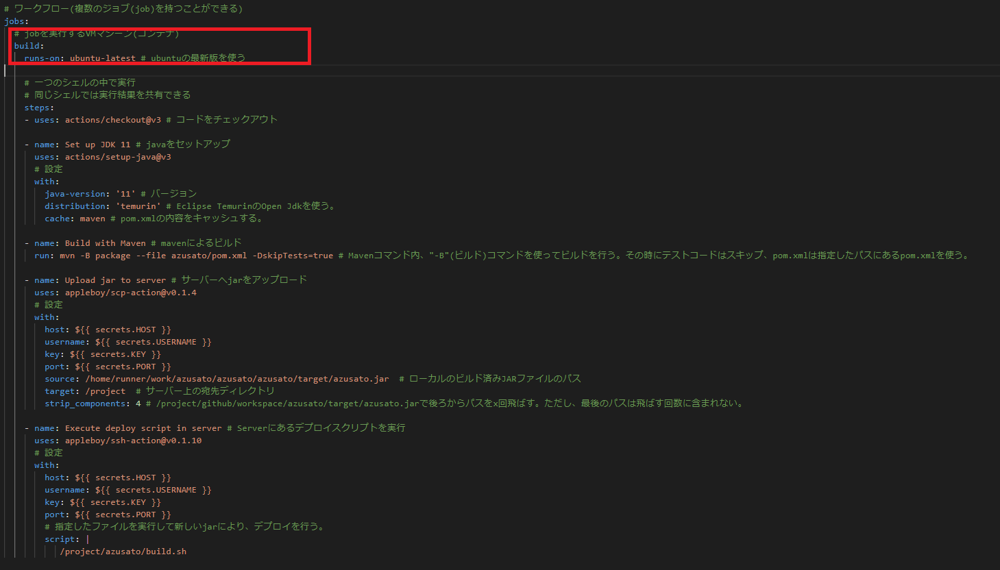 # ワークフロー(複数のジョブ(job)を持つことができる)
jobs:
# jobを実行するVMマシーン(コンテナ)
build:
runs-on: ubuntu-latest # ubuntuの最新版を使う
# 一つのシェルの中で実行
# 同じシェルでは実行結果を共有できる
steps:
- uses: actions/checkout@v3 # コードをチェックアウト
- name: Set up JDK 11 # javaをセットアップ
uses: actions/setup-java@v3
# 設定
with:
java-version: '11' # バージョン
distribution: 'temurin' # Eclipse TemurinのOpen Jdkを使う。
cache: maven # pom.xmlの内容をキャッシュする。
- name: Build with Maven # mavenによるビルド
run: mvn -B package --file azusato/pom.xml -DskipTests=true # Mavenコマンド内、"-B"(ビルド)コマンドを使ってビルドを行う。その時にテストコードはスキップ、pom.xmlは指定したパスにあるpom.xmlを使う。
- name: Upload jar to server # サーバーへjarをアップロード
uses: appleboy/scp-action@v0.1.4
# 設定
with:
host: ${{ secrets.HOST }}
username: ${{ secrets.USERNAME }}
key: ${{ secrets.KEY }}
port: ${{ secrets.PORT }}
source: /home/runner/work/azusato/azusato/azusato/target/azusato.jar # ローカルのビルド済みJARファイルのパス
target: /project # サーバー上の宛先ディレクトリ
strip_components: 4 # /project/github/workspace/azusato/target/azusato.jarで後ろからパスをx回飛ばす。ただし、最後のパスは飛ばす回数に含まれない。
- name: Execute deploy script in server # Serverにあるデプロイスクリプトを実行
uses: appleboy/ssh-action@v0.1.10
# 設定
with:
host: ${{ secrets.HOST }}
username: ${{ secrets.USERNAME }}
key: ${{ secrets.KEY }}
port: ${{ secrets.PORT }}
# 指定したファイルを実行して新しいjarにより、デプロイを行う。
script: |
/project/azusato/build.sh